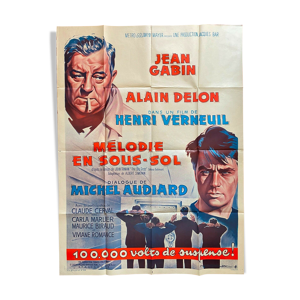 JEAN
GABIN
ALAIN DELON
DANS UN FILM DE
HENRI VERNEUIL
MÉLODIE
EN SOUS-SOL
DIALOGUE DE
MICHEL AUDIARD
CLAUDE CERVAL
CARLA MARLIER
MAURICE BIRAUD
VIVIANE ROMANCE
100.000 volts de suspense!